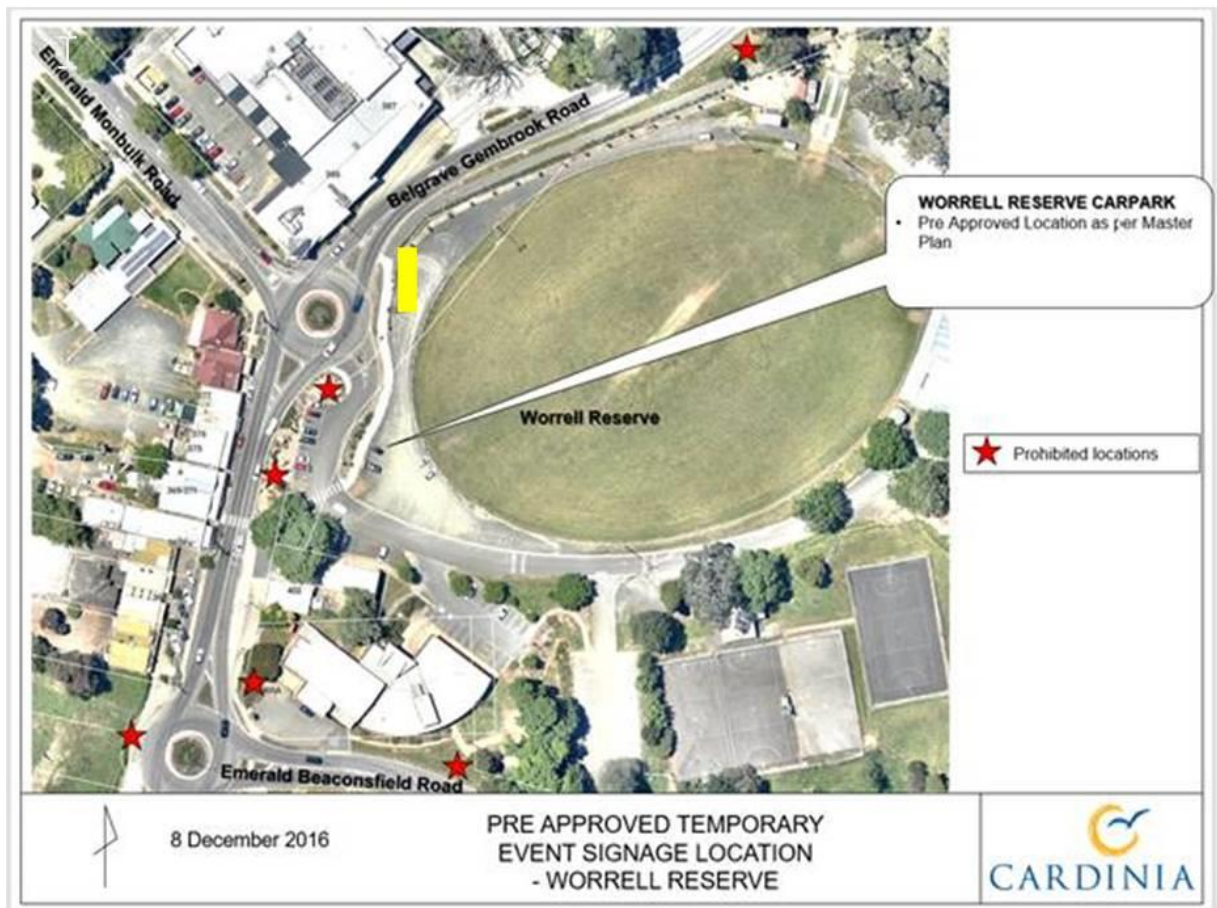 Emerald Monbulk Road
Belgrave Gembrook Road
387
WORRELL RESERVE CARPARK
• Pre Approved Location as per Master
Plan
Worrell Reserve
Prohibited locations
Emerald Beaconsfield Road
8 December 2016
PRE APPROVED TEMPORARY
EVENT SIGNAGE LOCATION
- WORRELL RESERVE
CARDINIA